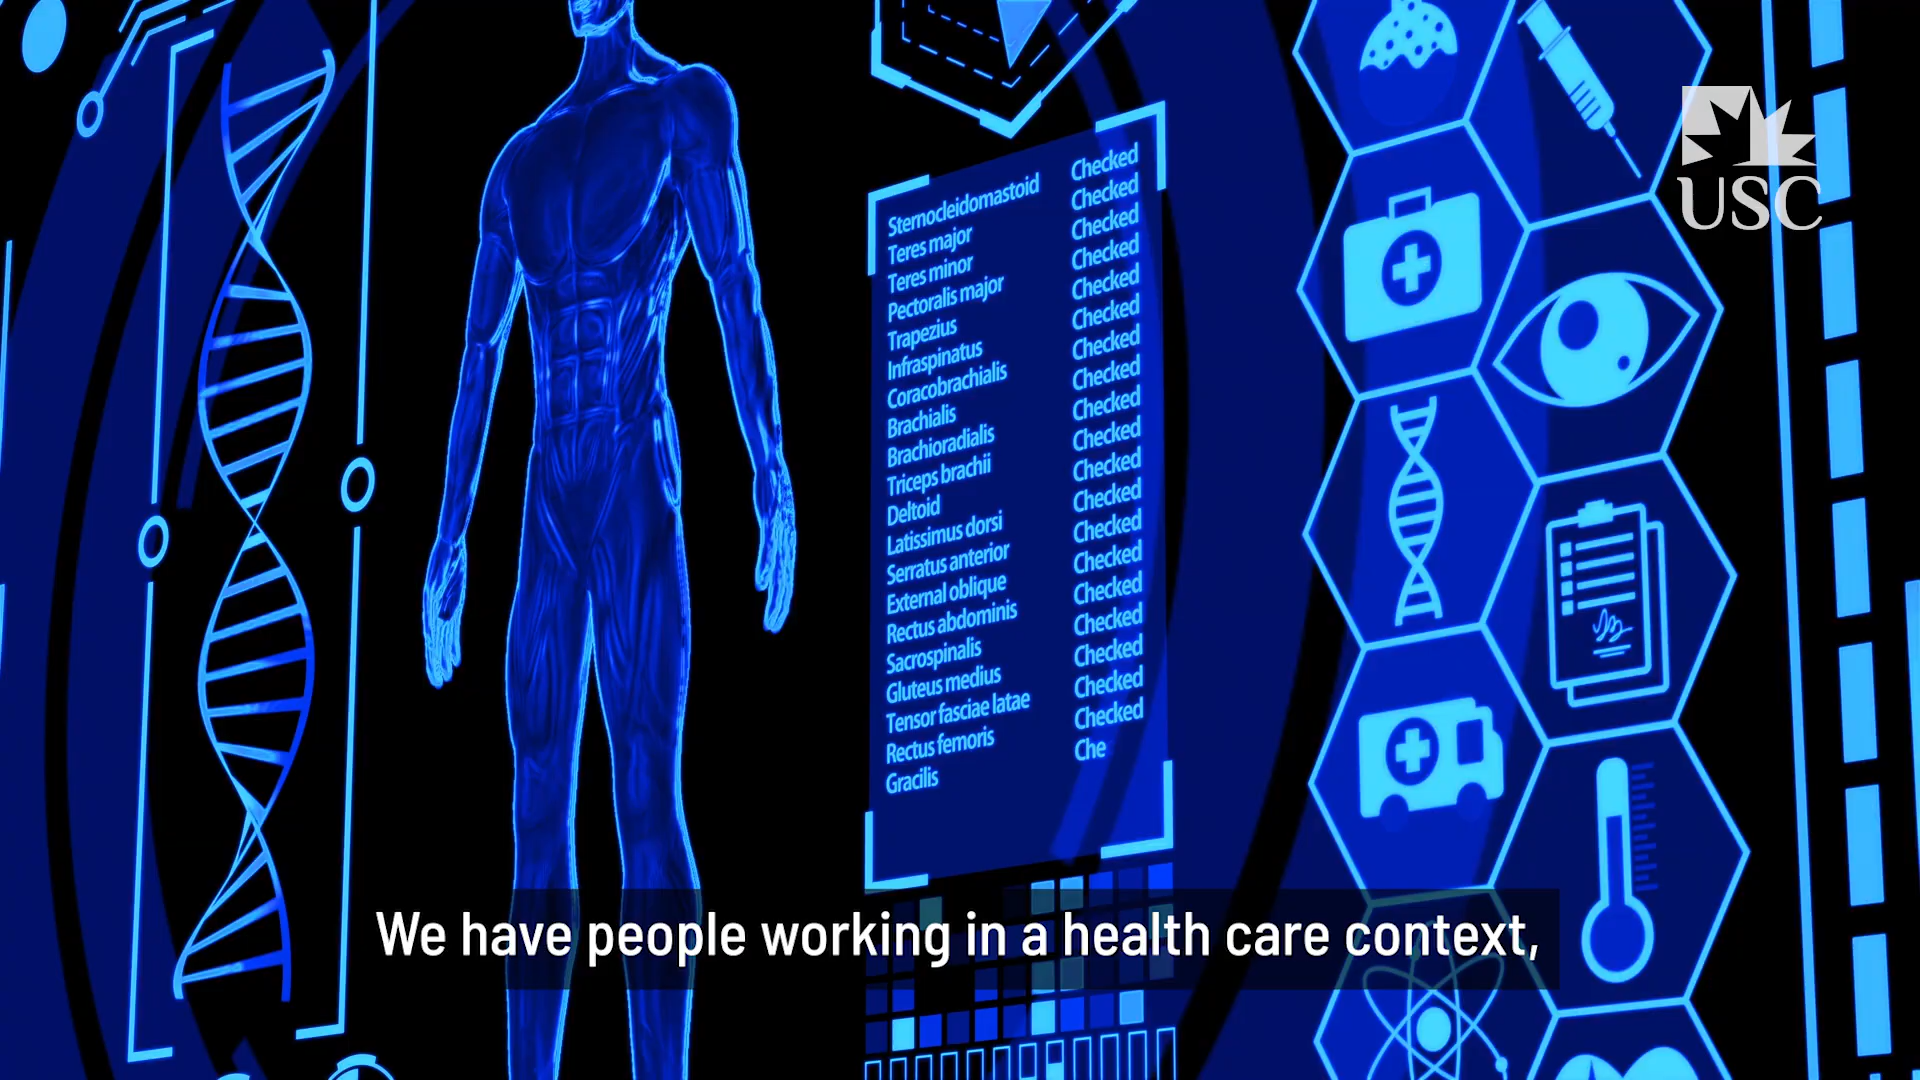 USC
Sternocleidomastoid Checked
Teres major Checked
Teres minor Checked
Pectoralis major Checked
Trapezius Checked
Infraspinatus Checked
Coracobrachialis Checked
Brachialis Checked
Brachioradialis Checked
Triceps brachii Checked
Deltoid Checked
Latissimus dorsi Checked
Serratus anterior Checked
External oblique Checked
Rectus abdominis Checked
Sacrospinalis Checked
Gluteus medius Checked
Tensor fasciae latae Checked
Rectus femoris Checked
Gracilis Che
We have people working in a health care context,